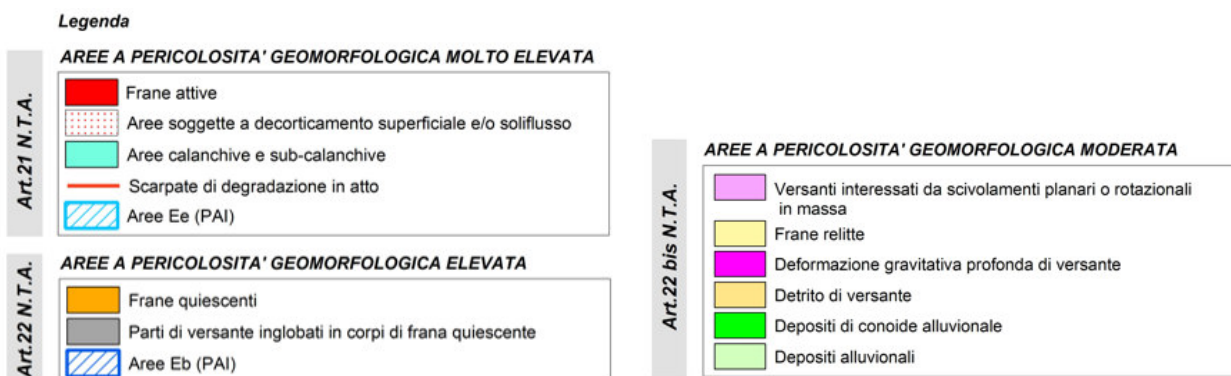 Legenda
Art.21 N.T.A.
AREE A PERICOLOSITA' GEOMORFOLOGICA MOLTO ELEVATA
Frane attive
Aree soggette a decorticamento superficiale e/o soliflusso
Aree calanchive e sub-calanchive
Scarpate di degradazione in atto
Aree Ee (PAI)
Art.22 N.T.A.
AREE A PERICOLOSITA' GEOMORFOLOGICA ELEVATA
Frane quiescenti
Parti di versante inglobati in corpi di frana quiescente
Aree Eb (PAI)
Art.22 bis N.T.A.
AREE A PERICOLOSITA' GEOMORFOLOGICA MODERATA
Versanti interessati da scivolamenti planari o rotazionali
in massa
Frane relitte
Deformazione gravitativa profonda di versante
Detrito di versante
Depositi di conoide alluvionale
Depositi alluvionali